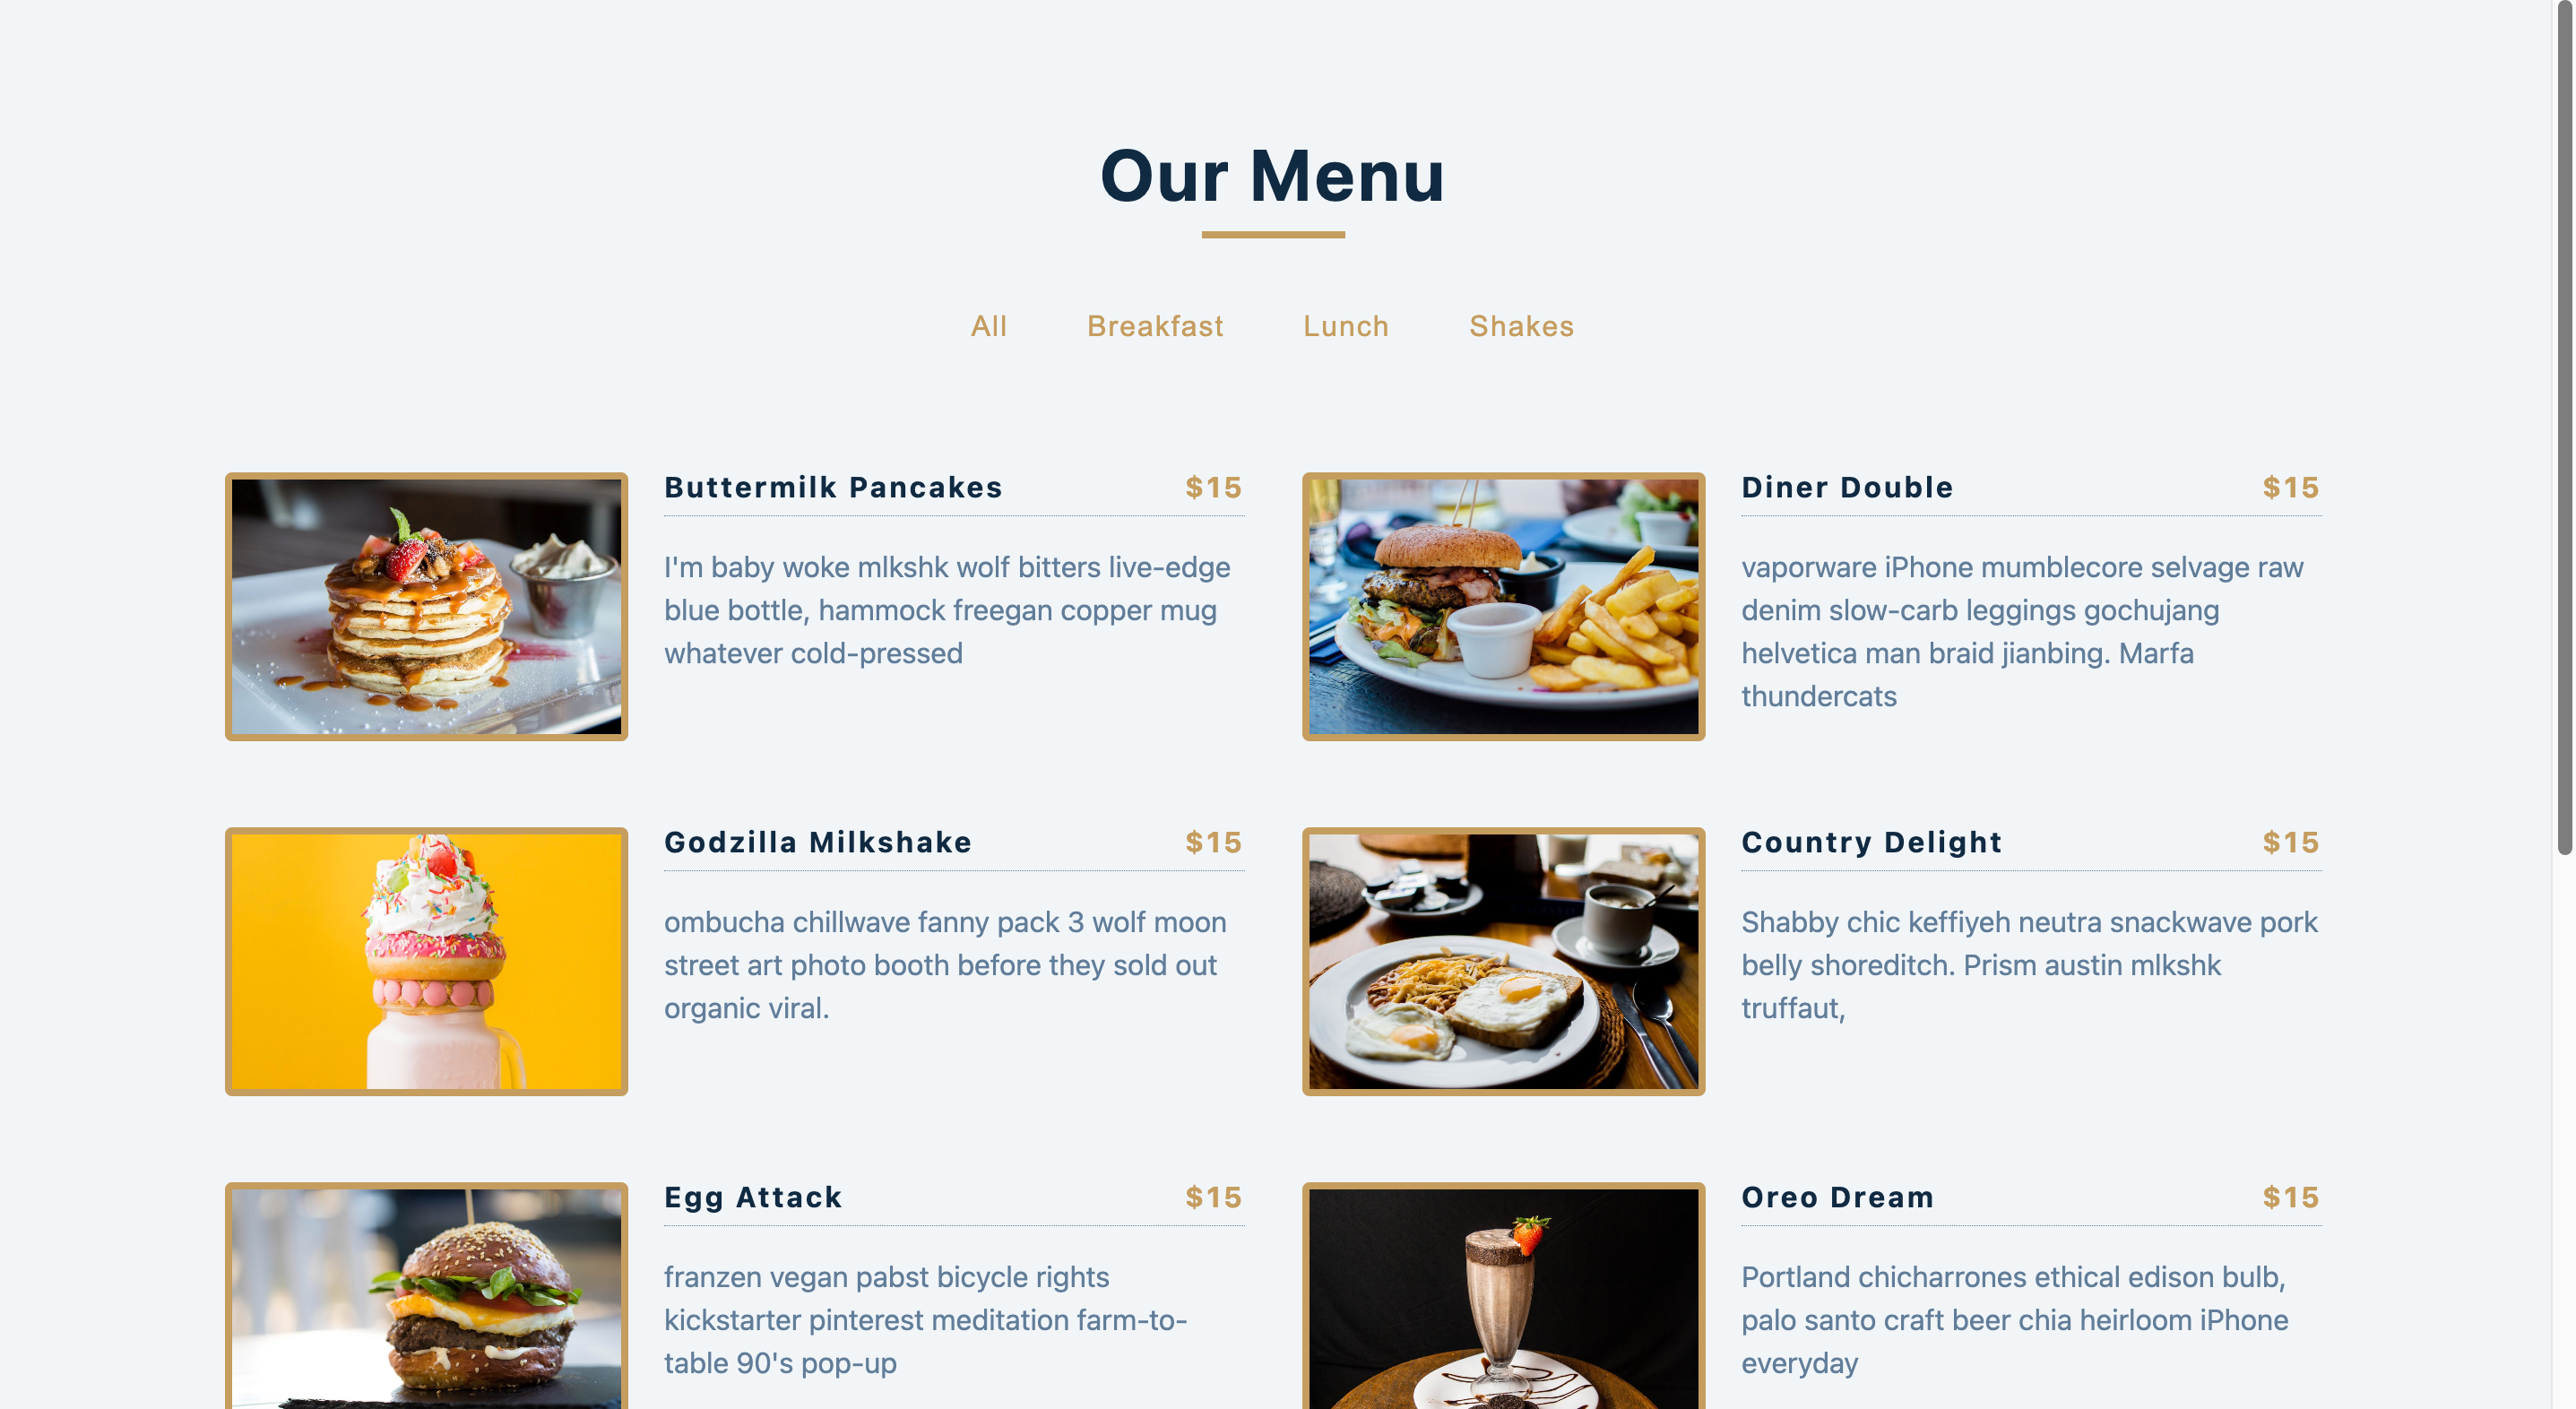 Our Menu
All Breakfast Lunch Shakes
Buttermilk Pancakes $15
I'm baby woke mlkshk wolf bitters live-edge
blue bottle, hammock freegan copper mug
whatever cold-pressed
Diner Double $15
vaporware iPhone mumblecore selvage raw
denim slow-carb leggings gochujang
helvetica man braid jianbing. Marfa
thundercats
Godzilla Milkshake $15
ombucha chillwave fanny pack 3 wolf moon
street art photo booth before they sold out
organic viral.
Country Delight $15
Shabby chic keffiyeh neutra snackwave pork
belly shoreditch. Prism austin mlkshk
truffaut,
Egg Attack $15
franzen vegan pabst bicycle rights
kickstarter pinterest meditation farm-to-
table 90's pop-up
Oreo Dream $15
Portland chicharrones ethical edison bulb,
palo santo craft beer chia heirloom iPhone
everyday